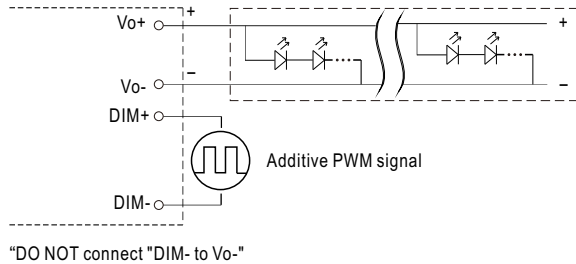 Vo+
+
+
Vo-
–
–
DIM+
Additive PWM signal
DIM-
“DO NOT connect "DIM- to Vo-"